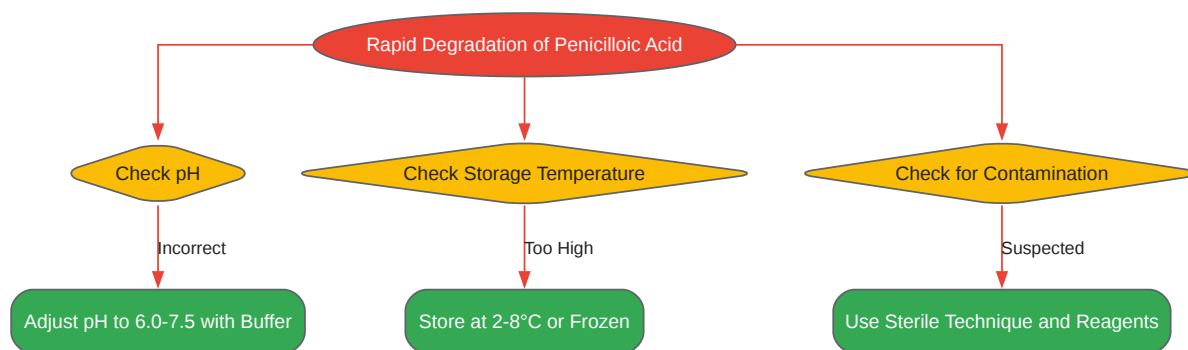 Rapid Degradation of Penicilloic Acid
Check pH
Check Storage Temperature
Check for Contamination
Incorrect
Too High
Suspected
Adjust pH to 6.0-7.5 with Buffer
Store at 2-8°C or Frozen
Use Sterile Technique and Reagents